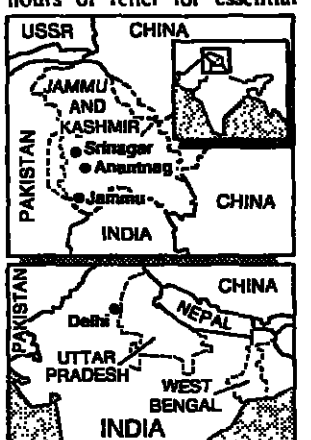 hours of relief for essential
USSR
CHINA
JAMMU
AND
KASHMIR
Srinagar
Anantnag
PAKISTAN
Jammu
CHINA
INDIA
PAKISTAN
CHINA
NEPAL
Delhi
UTTAR
PRADESH
WEST
BENGAL
INDIA